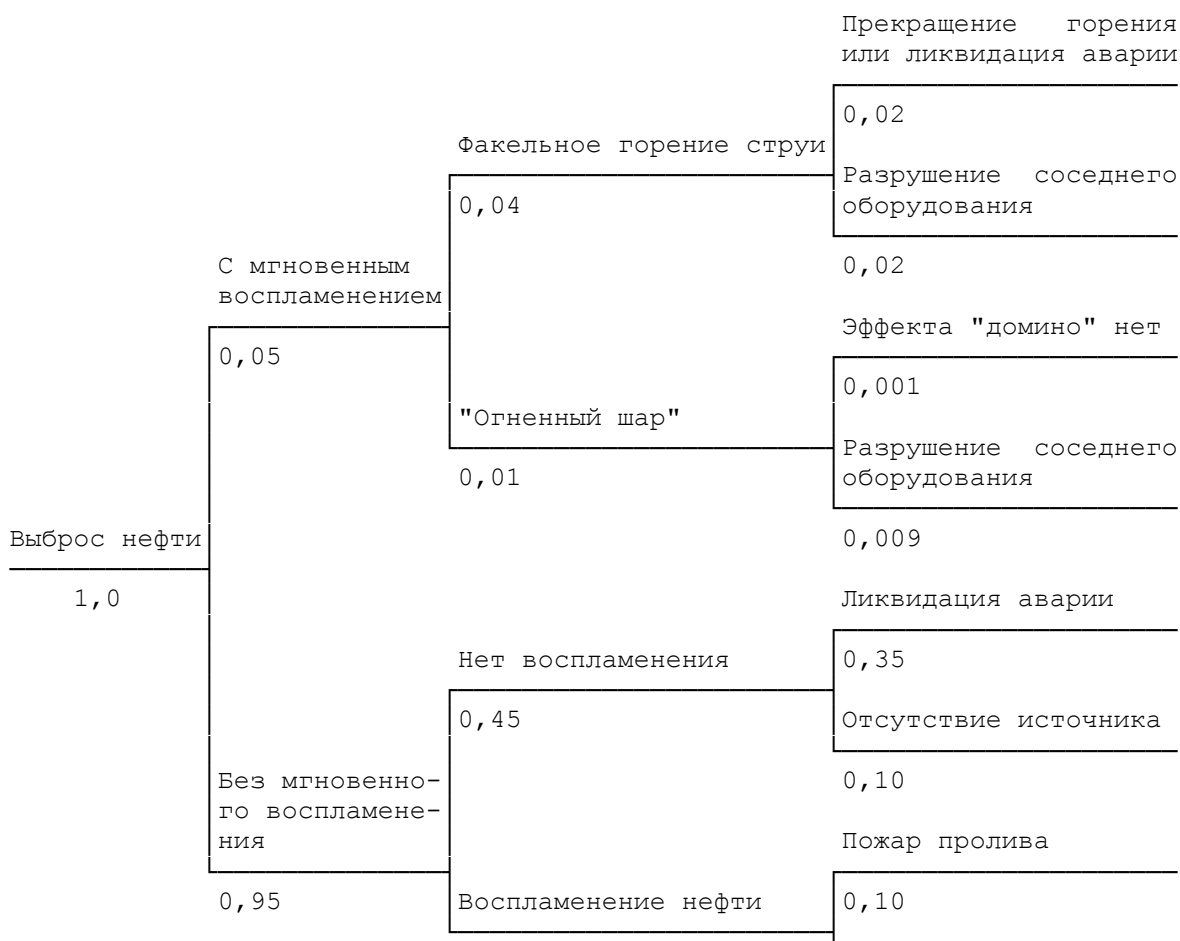 Прекращение горения
или ликвидация аварии
0,02
Факельное горение струи
Разрушение соседнего
0,04
оборудования
С мгновенным
0,02
воспламенением
Эффекта "домино" нет
0,05
0,001
"Огненный шар"
Разрушение соседнего
0,01
оборудования
Выброс нефти
0,009
1,0
Ликвидация аварии
Нет воспламенения
0,35
0,45
Отсутствие источника
Без мгновенно-
0,10
го воспламене-
ния
Пожар пролива
0,95
Воспламенение нефти
0,10